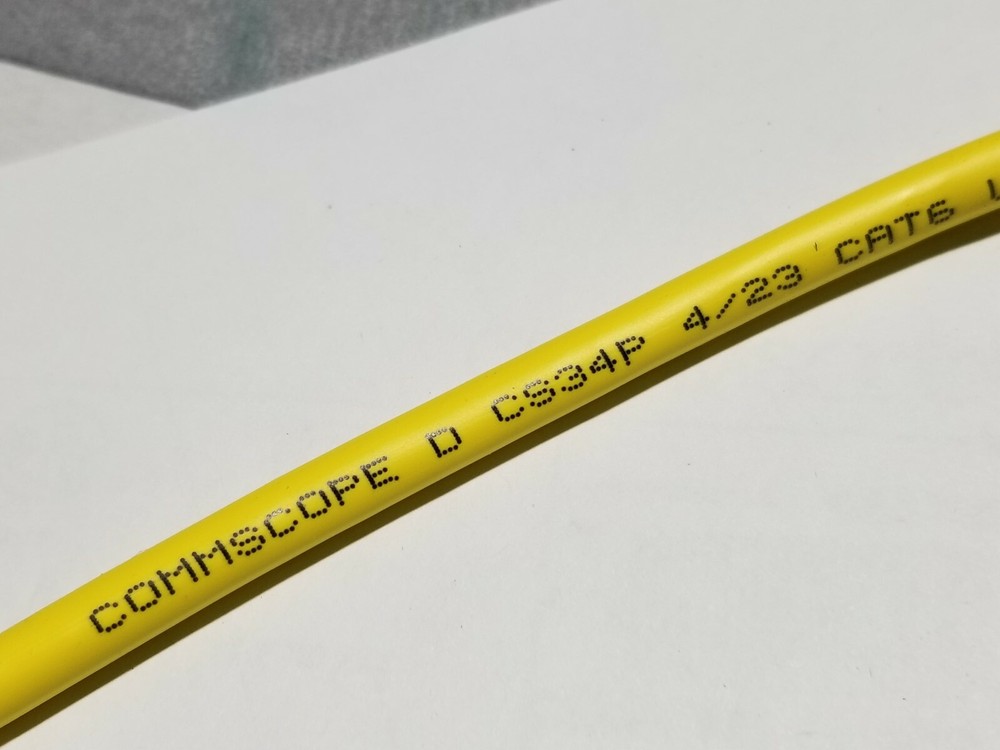 COMMSCOPE D CS34P 4/23 CAT6